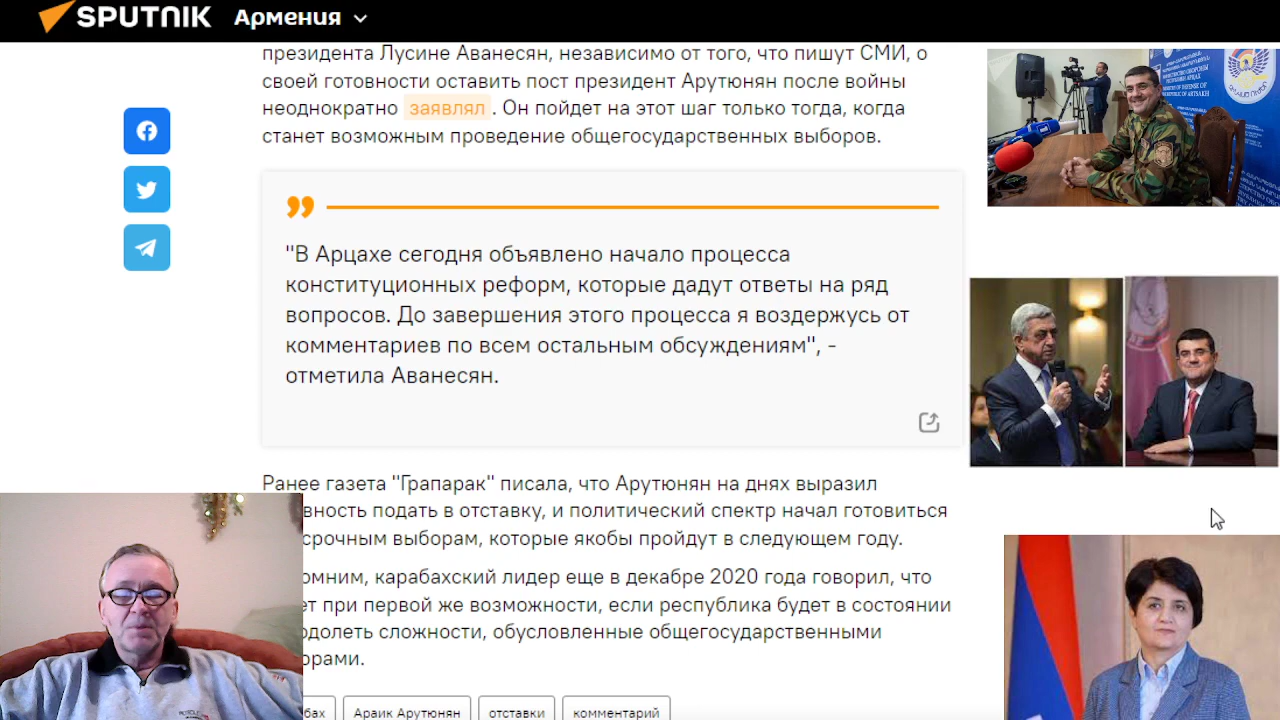 SPUTNIK Армения
президента Лусине Аванесян, независимо от того, что пишут СМИ, о
своей готовности оставить пост президент Арутюнян после войны
неоднократно заявлял. Он пойдет на этот шаг только тогда, когда
станет возможным проведение общегосударственных выборов.
"В Арцахе сегодня объявлено начало процесса
конституционных реформ, которые дадут ответы на ряд
вопросов. До завершения этого процесса я воздержусь от
комментариев по всем остальным обсуждениям", -
отметила Аванесян.
Ранее газета "Грапарак" писала, что Арутюнян на днях выразил
вность подать в отставку, и политический спектр начал готовиться
срочным выборам, которые якобы пройдут в следующем году.
омним, карабахский лидер еще в декабре 2020 года говорил, что
ет при первой же возможности, если республика будет в состоянии
одолеть сложности, обусловленные общегосударственными
орами.
бах Араик Арутюнян отставки комментарий